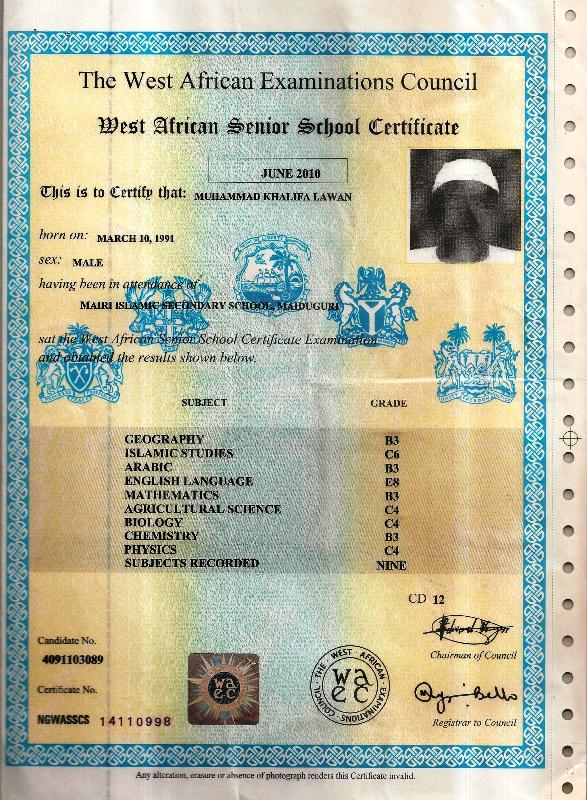 The West African Examinations Council
West African Senior School Certificate
JUNE 2010
This is to Certify that: MUHAMMAD KHALIFA LAWAN
born on: MARCH 10, 1991
sex: MALE
having been in attendance of
MAIRI ISLAMIC SECONDARY SCHOOL, MAIDUGURI
sat the West African Senior School Certificate Examination
and obtained the results shown below.
SUBJECT GRADE
GEOGRAPHY B3
ISLAMIC STUDIES C6
ARABIC B3
ENGLISH LANGUAGE E8
MATHEMATICS B3
AGRICULTURAL SCIENCE C4
BIOLOGY C4
CHEMISTRY B3
PHYSICS C4
SUBJECTS RECORDED NINE
CD 12
Candidate No.
4091103089
Chairman of Council
Certificate No.
NGWASSCS 14110998
waec
THE WEST AFRICAN EXAMINATIONS COUNCIL
waec
Registrar to Council
Any alteration, erasure or absence of photograph renders this Certificate invalid.